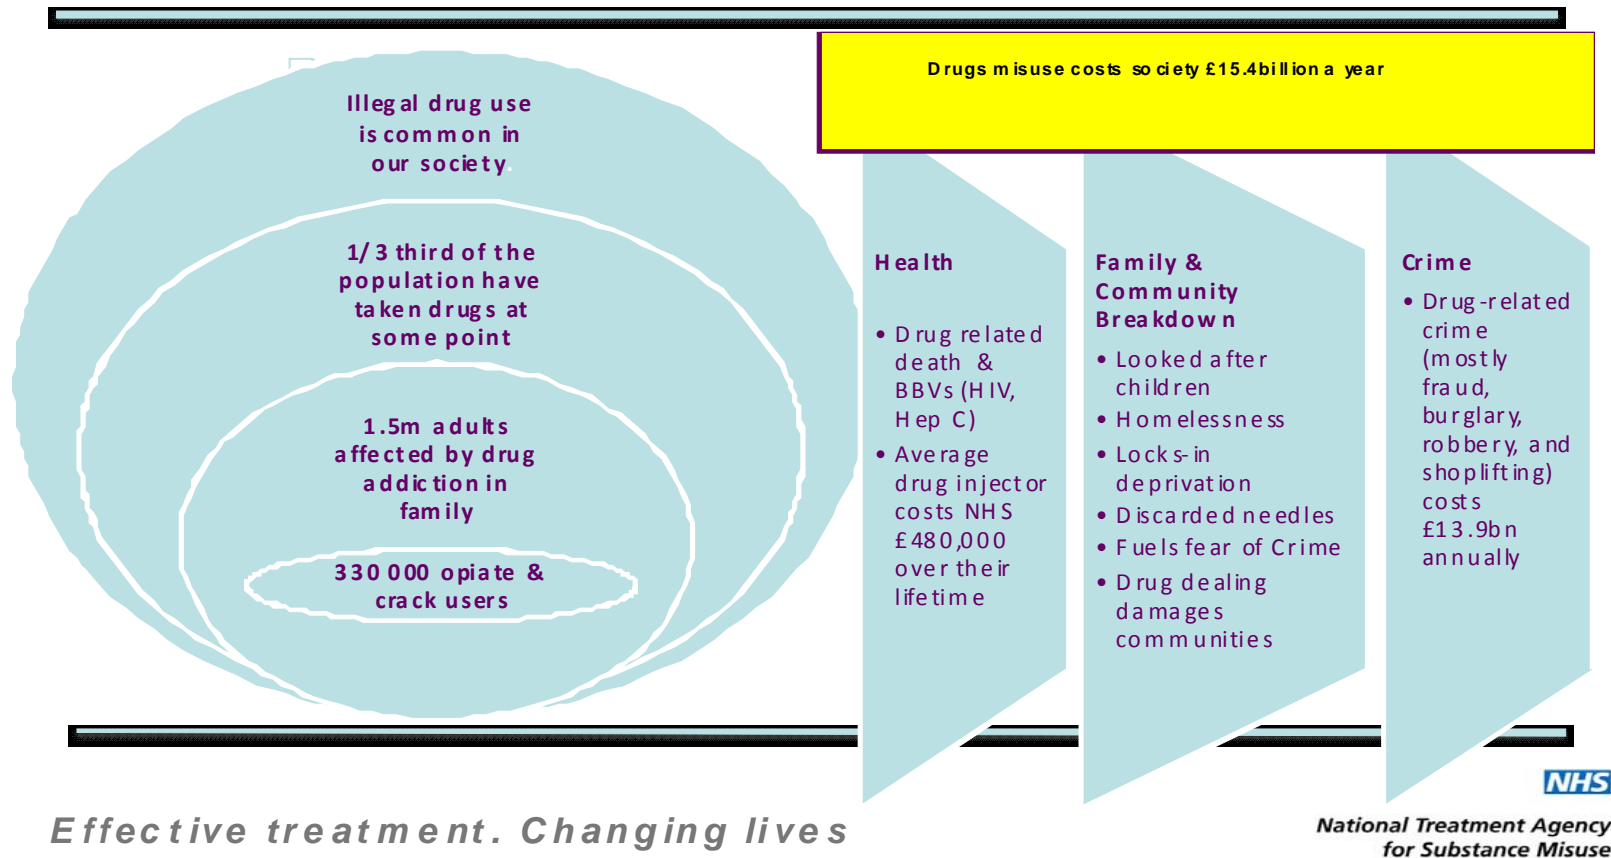 Drugs misuse costs society £15.4billion a year
Illegal drug use
is common in
our society.
1/3 third of the
population have
taken drugs at
some point
1.5m adults
affected by drug
addiction in
family
330 000 opiate &
crack users
Health
• Drug related
death &
BBVs (HIV,
Hep C)
• Average
drug injector
costs NHS
£480,000
over their
lifetime
Family &
Community
Breakdown
• Looked after
children
• Homelessness
• Locks-in
deprivation
• Discarded needles
• Fuels fear of Crime
• Drug dealing
damages
communities
Crime
• Drug-related
crime
(mostly
fraud,
burglary,
robbery, and
shoplifting)
costs
£13.9bn
annually
Effective treatment. Changing lives
NHS
National Treatment Agency
for Substance Misuse